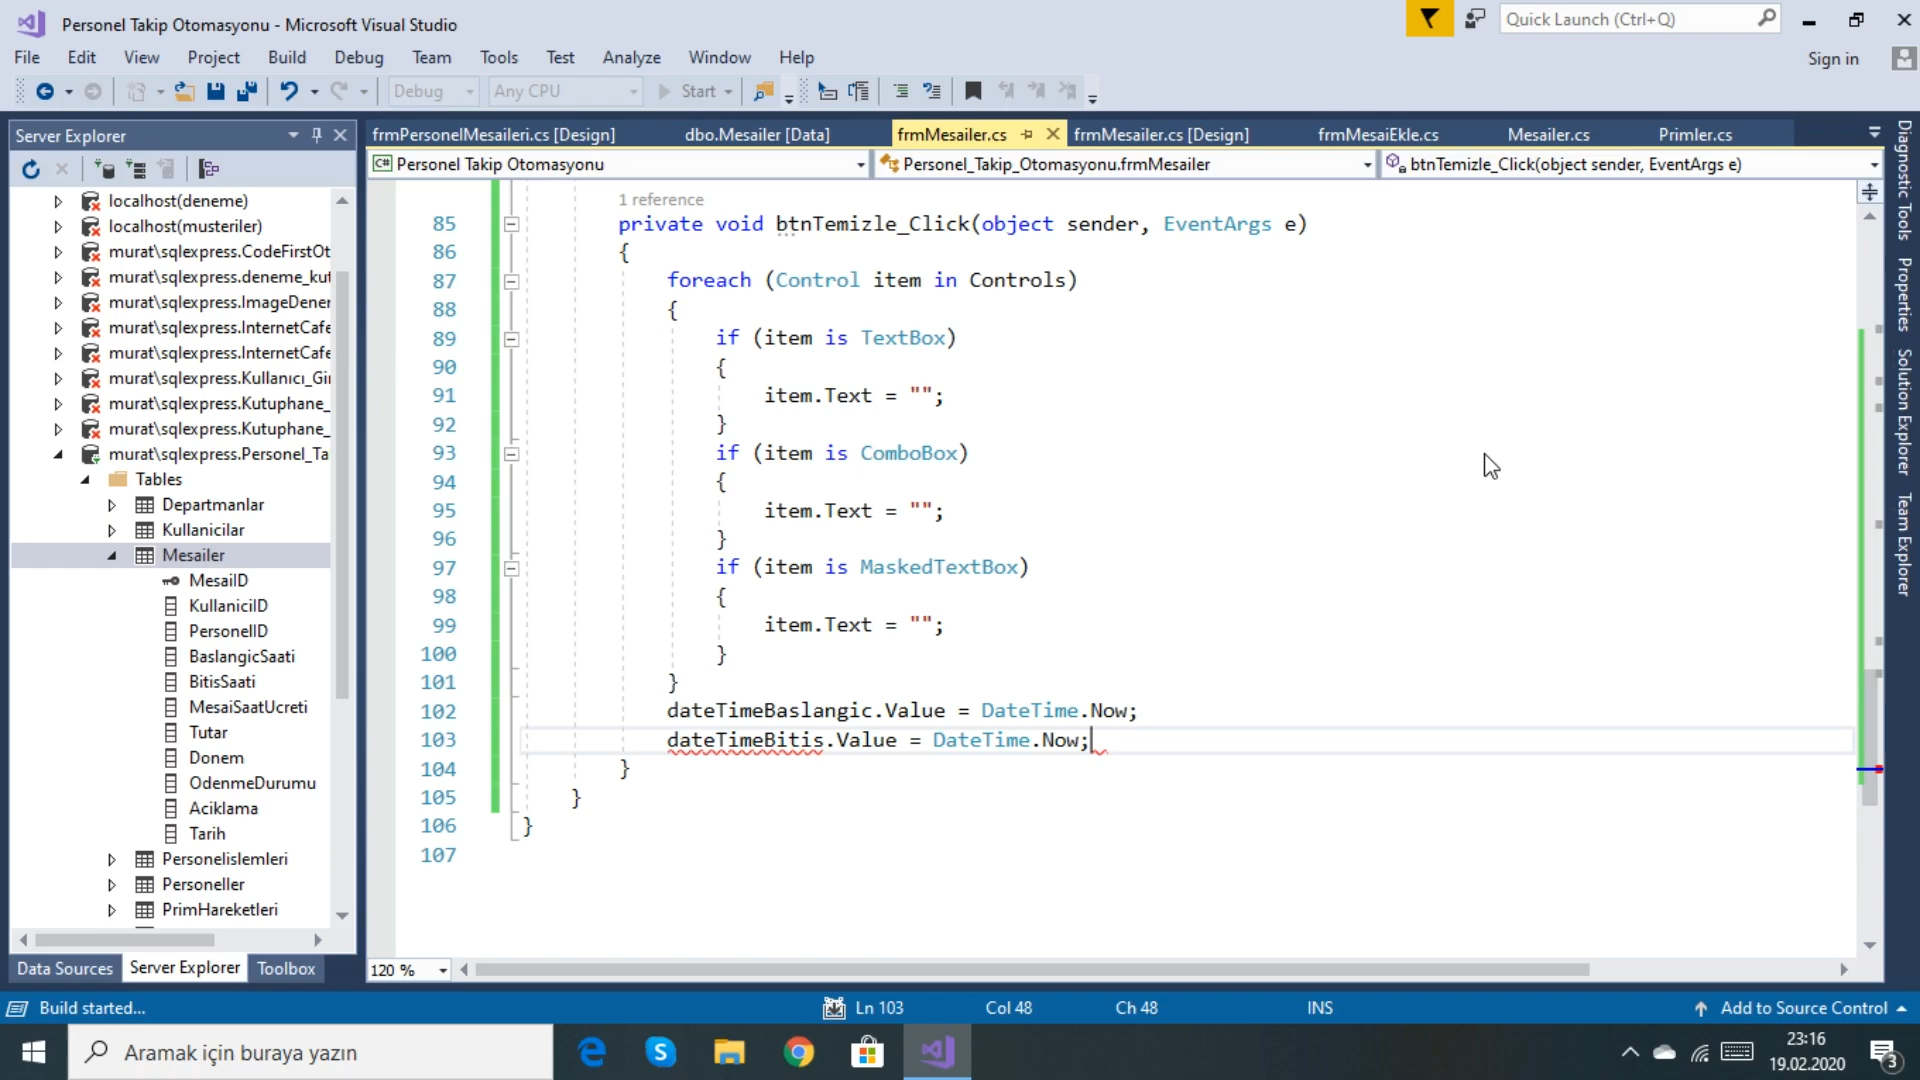 Personel Takip Otomasyonu - Microsoft Visual Studio
Quick Launch (Ctrl+Q)
File Edit View Project Build Debug Team Tools Test Analyze Window Help
Sign in
Debug Any CPU Start
Server Explorer
frmPersonelMesaileri.cs [Design] dbo.Mesailer [Data] frmMesailer.cs frmMesailer.cs [Design] frmMesaiEkle.cs Mesailer.cs Primler.cs
C# Personel Takip Otomasyonu
Personel_Takip_Otomasyonu.frmMesailer
btnTemizle_Click(object sender, EventArgs e)
localhost(deneme)
localhost(musteriler)
murat\sqlexpress.CodeFirstOt
murat\sqlexpress.deneme_kut
murat\sqlexpress.ImageDener
murat\sqlexpress.InternetCafe
murat\sqlexpress.InternetCafe
murat\sqlexpress.Kullanıcı_Gi
murat\sqlexpress.Kutuphane_
murat\sqlexpress.Kutuphane_
murat\sqlexpress.Personel_Ta
Tables
Departmanlar
Kullanicilar
Mesailer
MesaiID
KullaniciID
PersonelID
BaslangicSaati
BitisSaati
MesaiSaatUcreti
Tutar
Donem
OdenmeDurumu
Aciklama
Tarih
Personelislemleri
Personeller
PrimHareketleri
Data Sources Server Explorer Toolbox
1 reference
85 private void btnTemizle_Click(object sender, EventArgs e)
86 {
87 foreach (Control item in Controls)
88 {
89 if (item is TextBox)
90 {
91 item.Text = "";
92 }
93 if (item is ComboBox)
94 {
95 item.Text = "";
96 }
97 if (item is MaskedTextBox)
98 {
99 item.Text = "";
100 }
101 }
102 dateTimeBaslangic.Value = DateTime.Now;
103 dateTimeBitis.Value = DateTime.Now;
104 }
105 }
106 }
107
120 %
Diagnostic Tools
Properties
Solution Explorer
Team Explorer
Build started... Ln 103 Col 48 Ch 48 INS Add to Source Control
Aramak için buraya yazın
23:16
19.02.2020
3